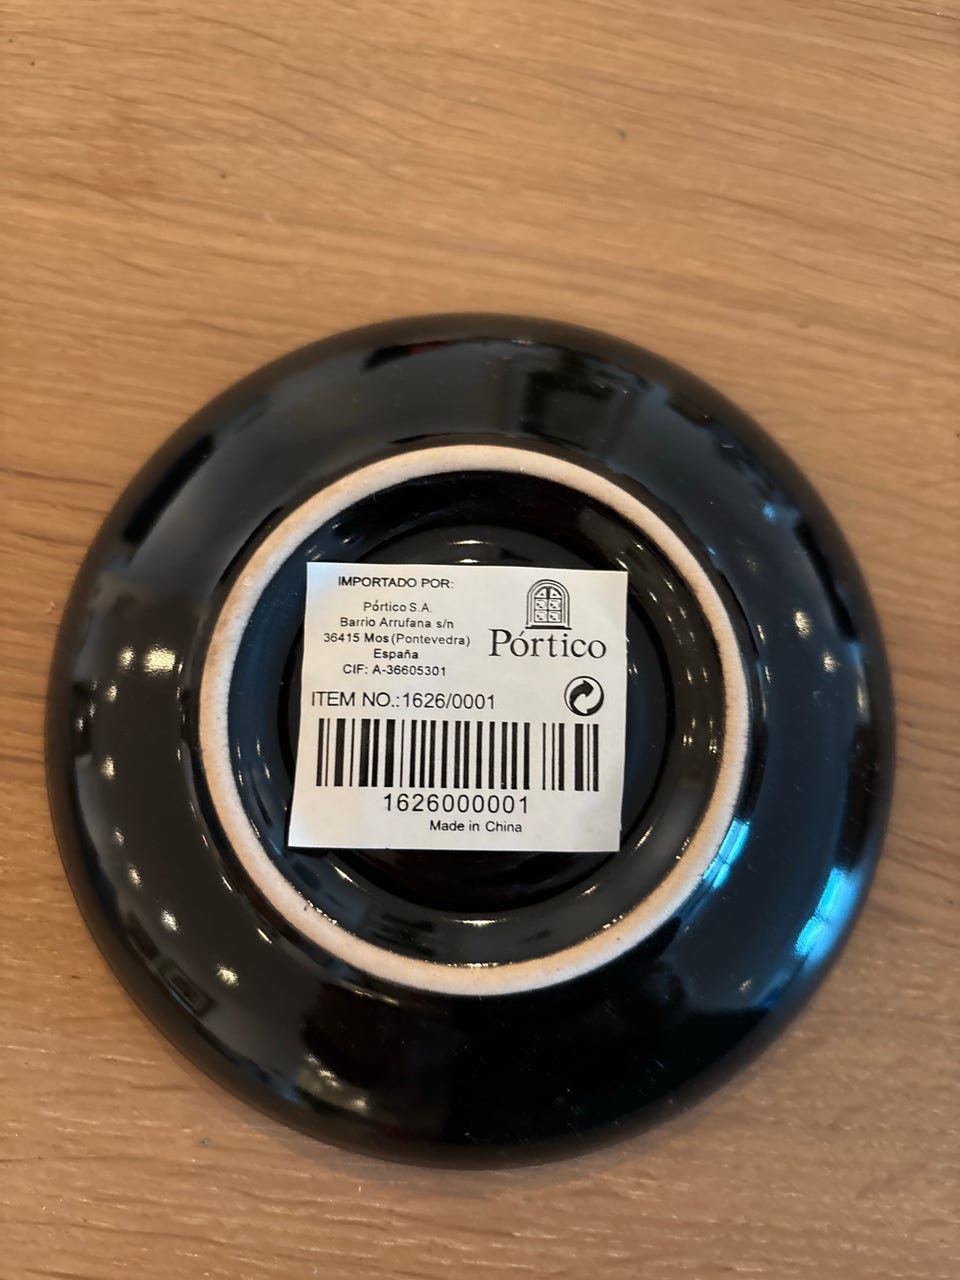 IMPORTADO POR:
Pórtico S.A.
Barrio Arrufana s/n
36415 Mos (Pontevedra)
España
CIF: A-36605301
Pórtico
ITEM NO.:1626/0001
1626000001
Made in China